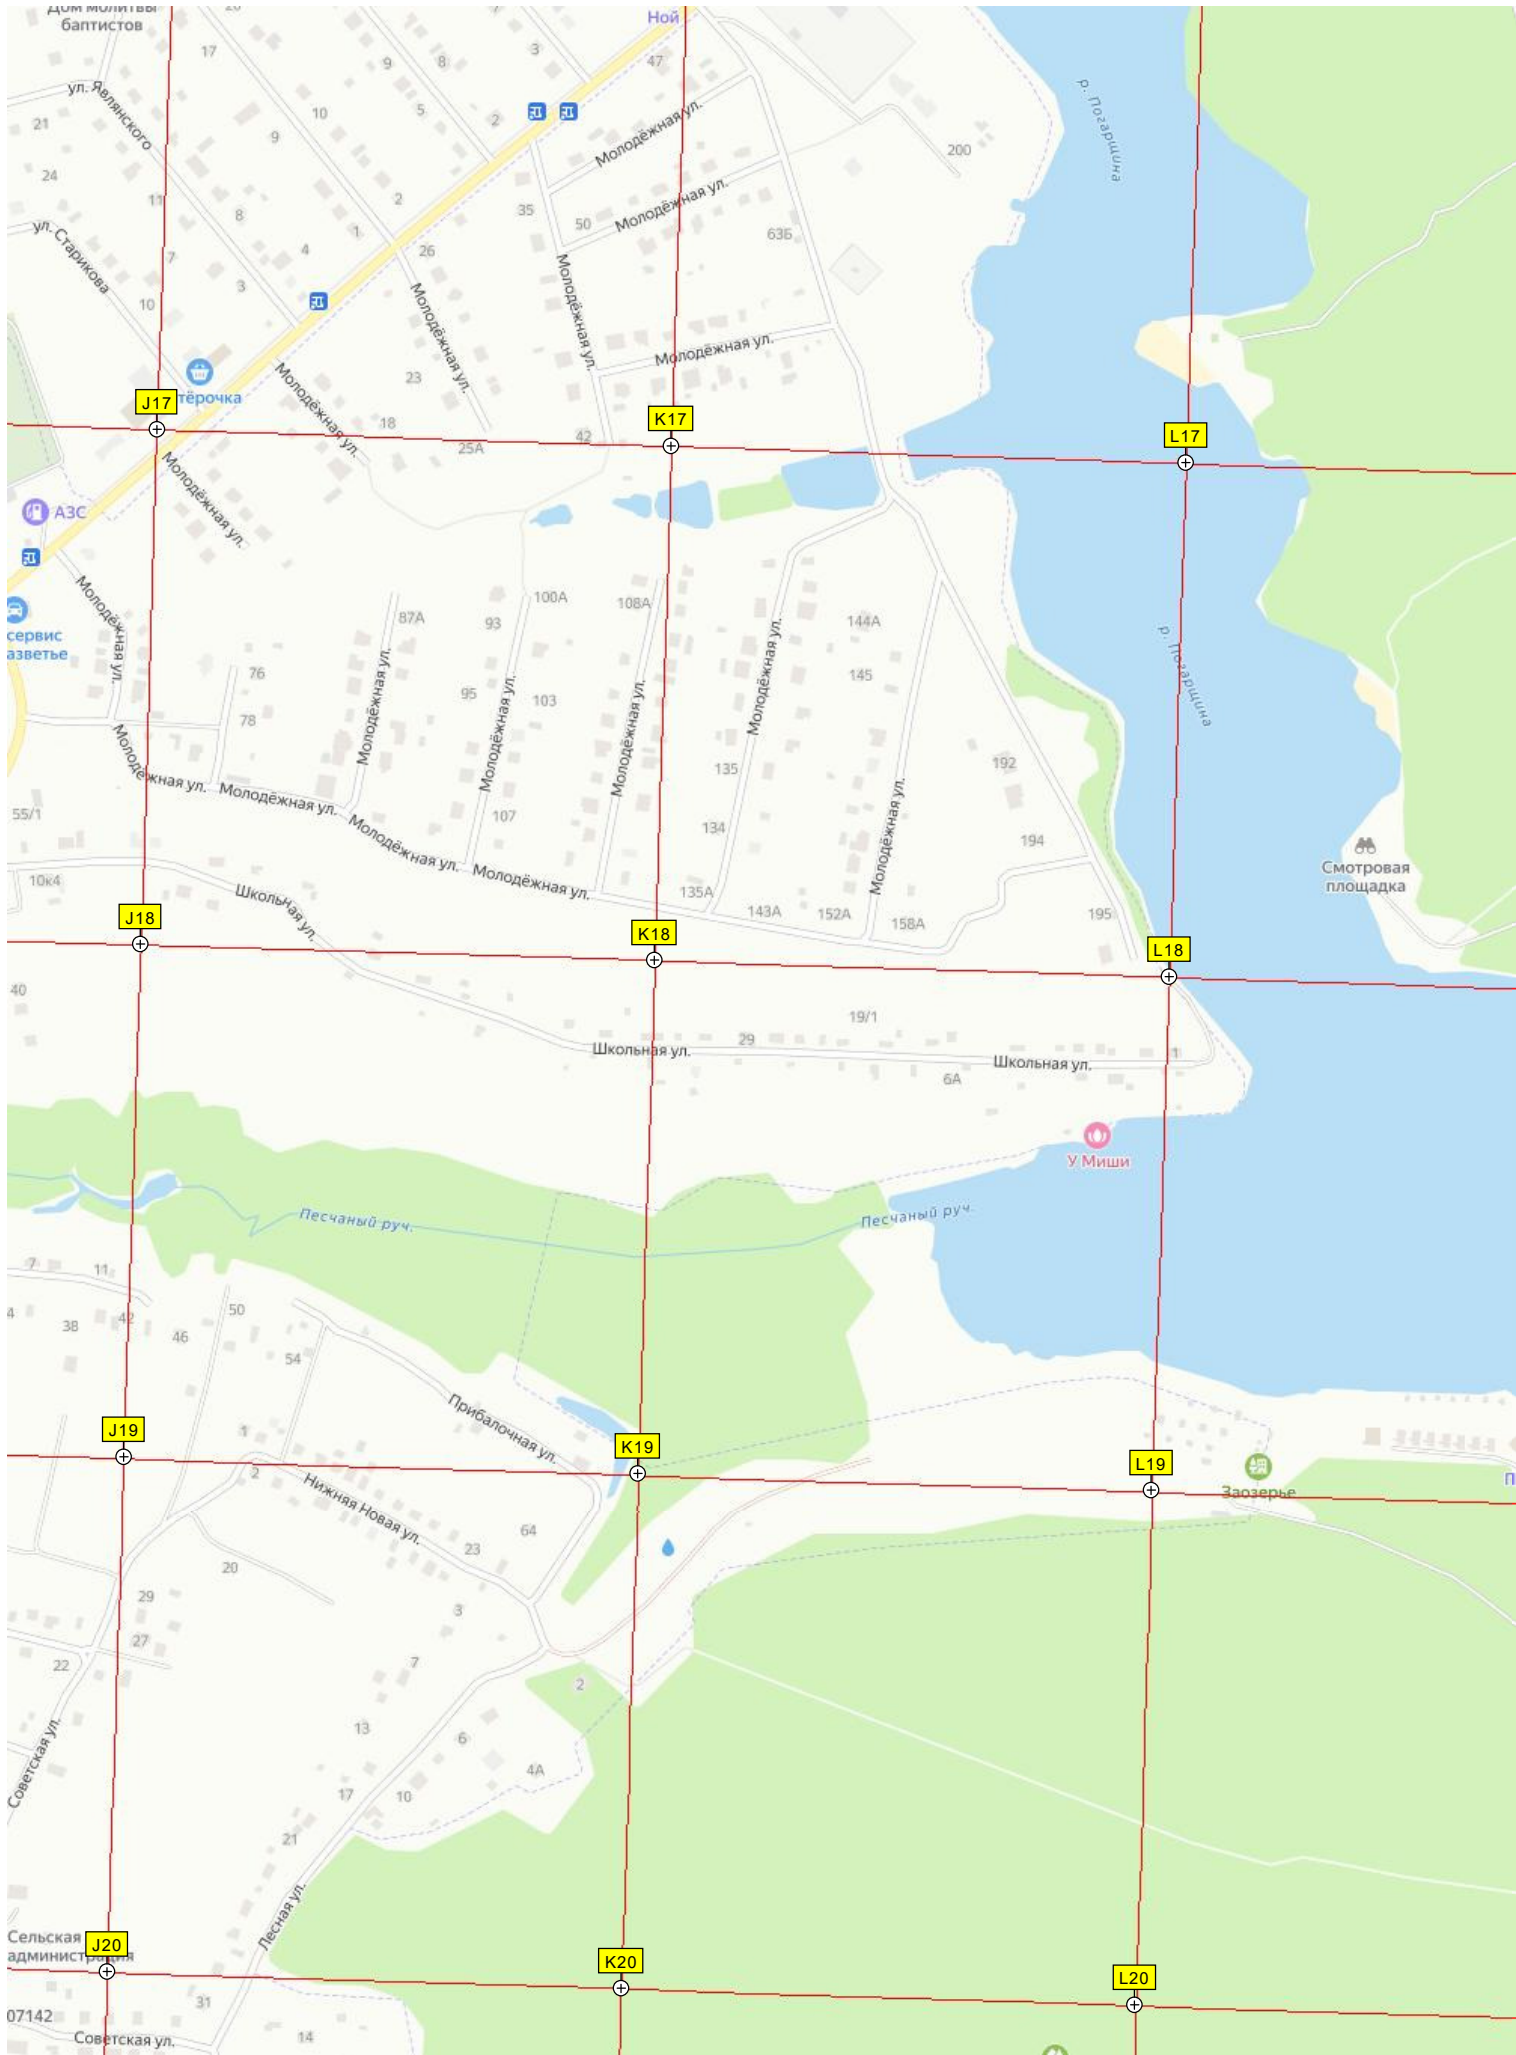 Дом молитвы
баптистов
Ной
17
9
8
3
47
ул. Являнского
10
5
2
21
9
Молодёжная ул.
р. Погарщина
200
24
11
2
35
50
Молодёжная ул.
8
1
63Б
ул. Старикова
7
4
26
3
10
Молодёжная ул.
Молодёжная ул.
Молодёжная ул.
тёрочка
Молодёжная ул.
23
J17
K17
L17
18
25А
42
Молодёжная ул.
АЗС
Молодёжная ул.
сервис
азветье
87А
93
100А
108А
144А
Молодёжная ул.
р. Погарщина
76
95
103
145
78
Молодёжная ул.
Молодёжная ул.
Молодёжная ул.
Молодёжная ул.
135
192
Молодёжная ул.
Молодёжная ул.
55/1
107
134
194
Молодёжная ул.
Молодёжная ул.
Молодёжная ул.
Смотровая
площадка
10к4
Школьная ул.
135А
143А
152А
158А
195
J18
K18
L18
40
19/1
29
Школьная ул.
Школьная ул.
1
6А
У Миши
Песчаный руч.
Песчаный руч.
7
11
4
38
42
46
50
54
Прибалочная ул.
J19
1
K19
L19
2
Заозерье
П
Нижняя Новая ул.
64
23
20
29
3
27
22
7
2
13
6
Советская ул.
4А
17
10
21
Лесная ул.
Сельская
администрация
J20
K20
L20
31
07142
Советская ул.
14